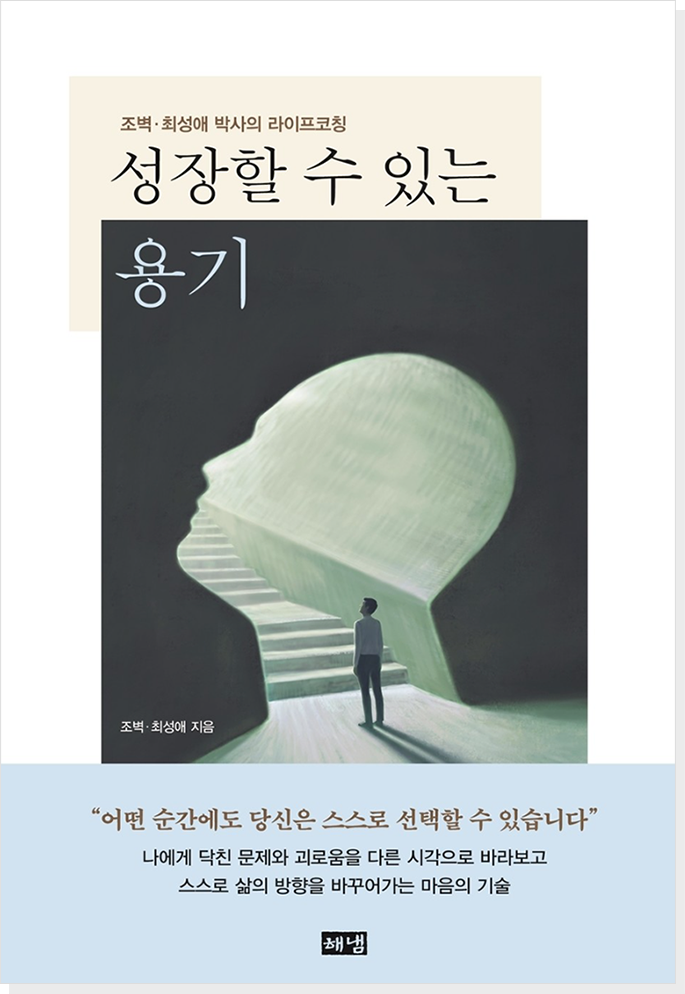 조벽·최성애 박사의 라이프코칭
성장할 수 있는
용기
조벽·최성애 지음
“어떤 순간에도 당신은 스스로 선택할 수 있습니다”
나에게 닥친 문제와 괴로움을 다른 시각으로 바라보고
스스로 삶의 방향을 바꾸어가는 마음의 기술
해냄